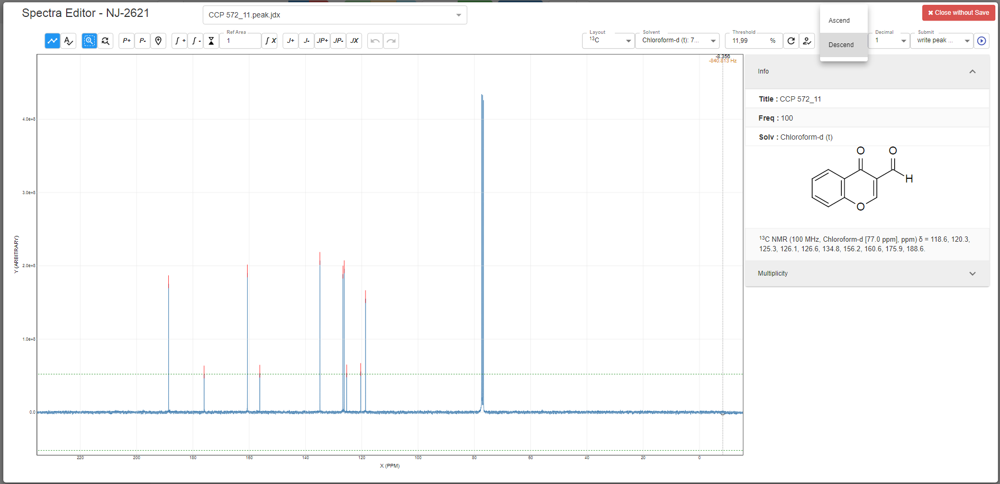 Spectra Editor - NJ-2621
CCP 572_11.peak.jdx
Ascend
Descend
✖ Close without Save
P+
P-
∫ +
∫ -
Ref Area
1
∫ X
J+
J-
JP+
JP-
JX
Layout
¹³C
Solvent
Chloroform-d (t): 7...
Threshold
11,99 %
Decimal
1
Submit
write peak ...
-8.356
-840.813 Hz
Y (ARBITRARY)
4.0e+8
3.0e+8
2.0e+8
1.0e+8
0.0
220 200 180 160 140 120 100 80 60 40 20 0
X (PPM)
Info
Title : CCP 572_11
Freq : 100
Solv : Chloroform-d (t)
O O
H
O
¹³C NMR (100 MHz, Chloroform-d [77.0 ppm], ppm) δ = 118.6, 120.3,
125.3, 126.1, 126.6, 134.8, 156.2, 160.6, 175.9, 188.6.
Multiplicity